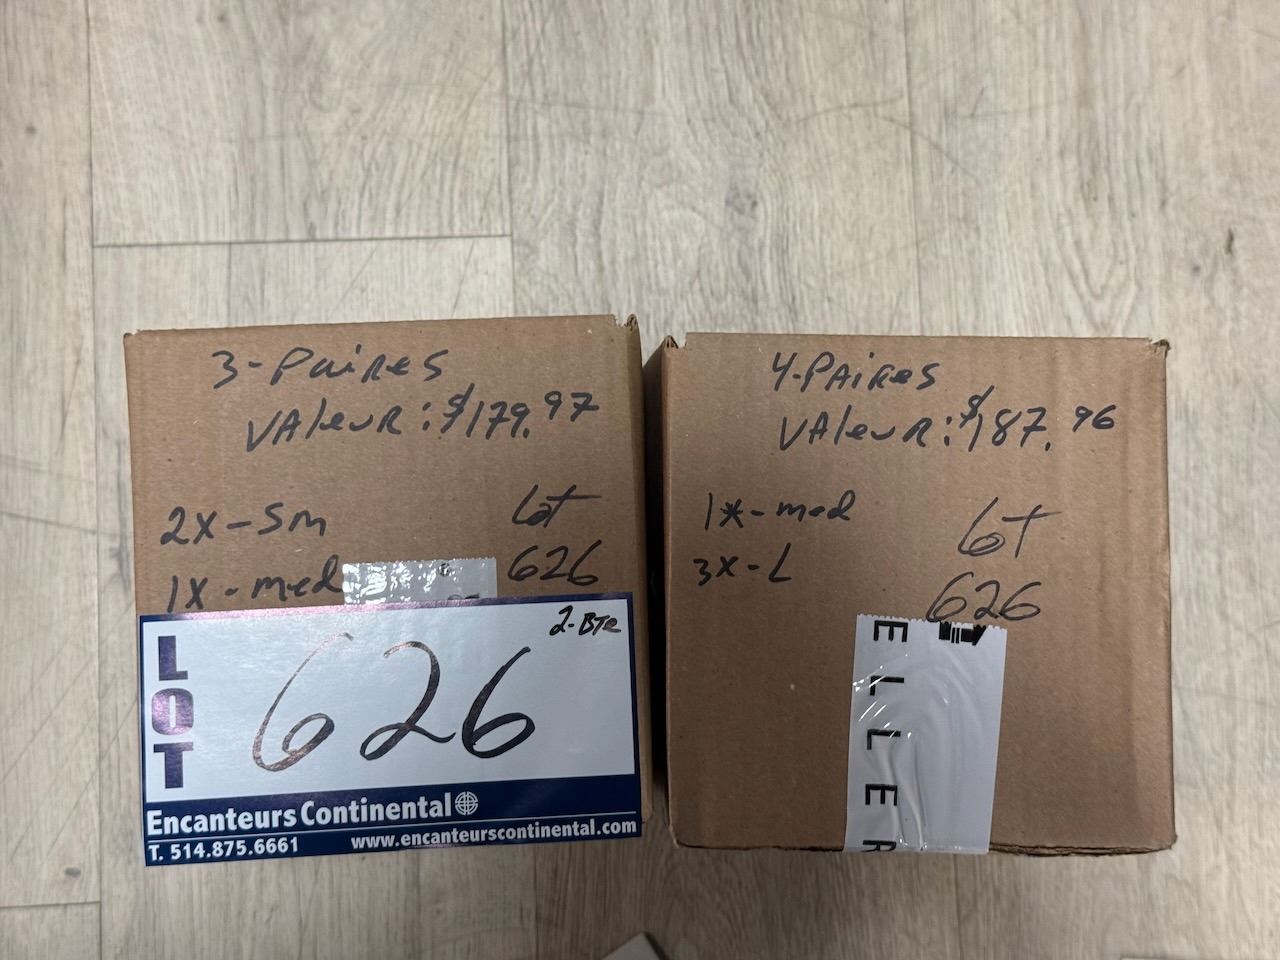 3-Paires
Valeur: $179.97
2x-Sm
1x-med
Lot
626
4-Paires
Valeur: $187.96
1x-med
3x-L
Lot
626
ELLER
2-BTE
LOT
626
Encanteurs Continental
T. 514.875.6661
www.encanteurscontinental.com